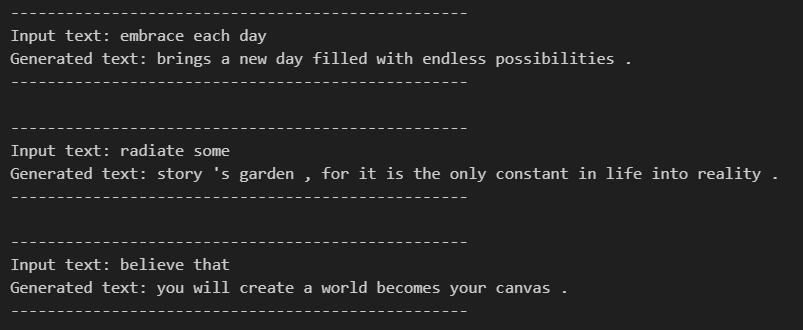 --------------------------------------------------
Input text: embrace each day
Generated text: brings a new day filled with endless possibilities .
--------------------------------------------------
--------------------------------------------------
Input text: radiate some
Generated text: story 's garden , for it is the only constant in life into reality .
--------------------------------------------------
--------------------------------------------------
Input text: believe that
Generated text: you will create a world becomes your canvas .
--------------------------------------------------